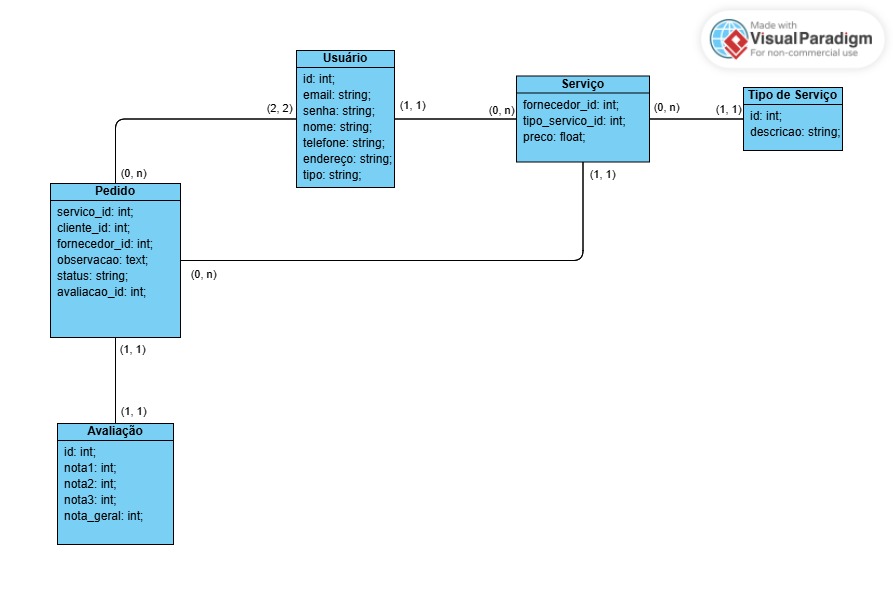 Made with
VisualParadigm
For non-commercial use
Usuário
id: int;
email: string;
senha: string;
nome: string;
telefone: string;
endereço: string;
tipo: string;
Serviço
fornecedor_id: int;
tipo_servico_id: int;
preco: float;
Tipo de Serviço
id: int;
descricao: string;
(2, 2)
(1, 1)
(0, n)
(0, n)
(1, 1)
(0, n)
(1, 1)
Pedido
servico_id: int;
cliente_id: int;
fornecedor_id: int;
observacao: text;
status: string;
avaliacao_id: int;
(0, n)
(1, 1)
(1, 1)
Avaliação
id: int;
nota1: int;
nota2: int;
nota3: int;
nota_geral: int;